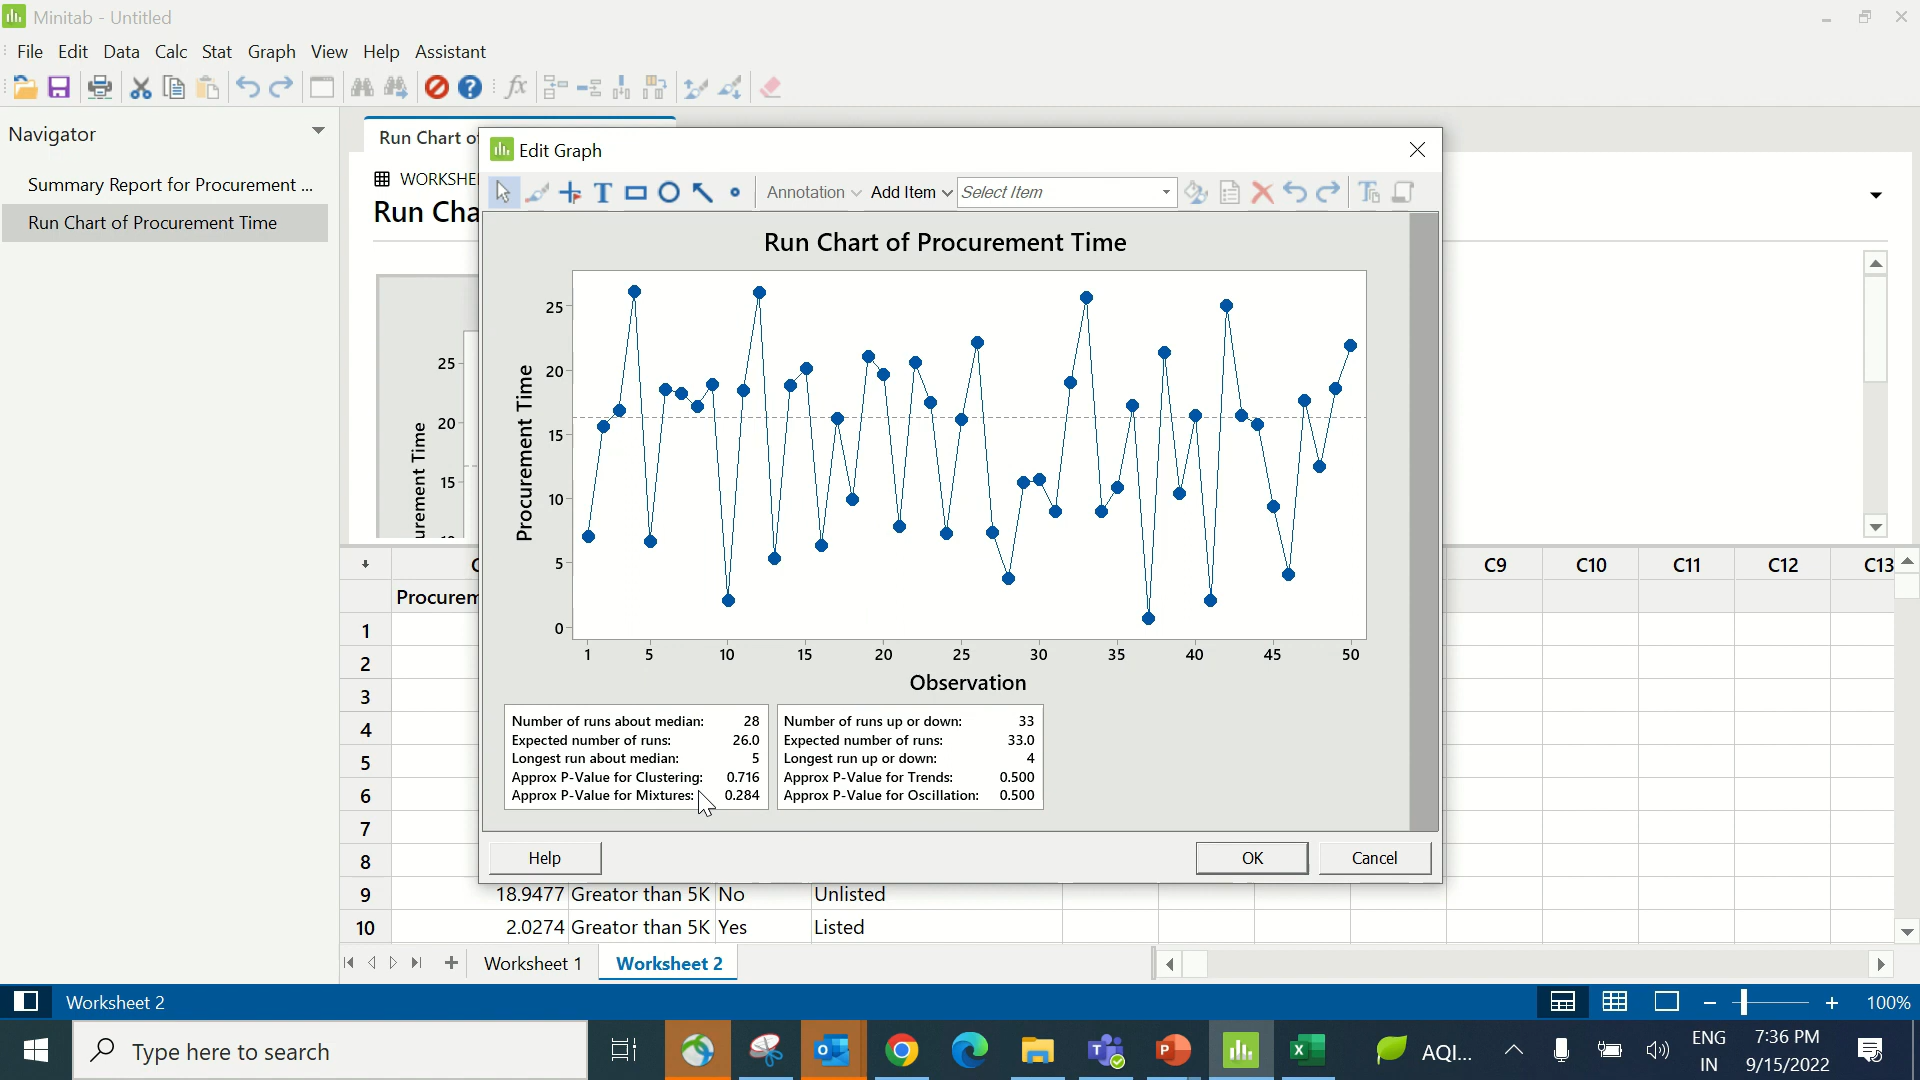 Minitab - Untitled
File Edit Data Calc Stat Graph View Help Assistant
Navigator
Summary Report for Procurement ...
Run Chart of Procurement Time
Run Chart of
WORKSHE
Run Cha
25
20
15
urement Time
Edit Graph
Annotation Add Item Select Item
Run Chart of Procurement Time
Procurement Time
25
20
15
10
5
0
1 5 10 15 20 25 30 35 40 45 50
Observation
Number of runs about median: 28
Expected number of runs: 26.0
Longest run about median: 5
Approx P-Value for Clustering: 0.716
Approx P-Value for Mixtures: 0.284
Number of runs up or down: 33
Expected number of runs: 33.0
Longest run up or down: 4
Approx P-Value for Trends: 0.500
Approx P-Value for Oscillation: 0.500
Help OK Cancel
C9 C10 C11 C12 C13
Procurem
1
2
3
4
5
6
7
8
9 18.9477 Greator than 5K No Unlisted
10 2.0274 Greator than 5K Yes Listed
Worksheet 1 Worksheet 2
Worksheet 2 100%
Type here to search
AQI...
ENG
IN
7:36 PM
9/15/2022